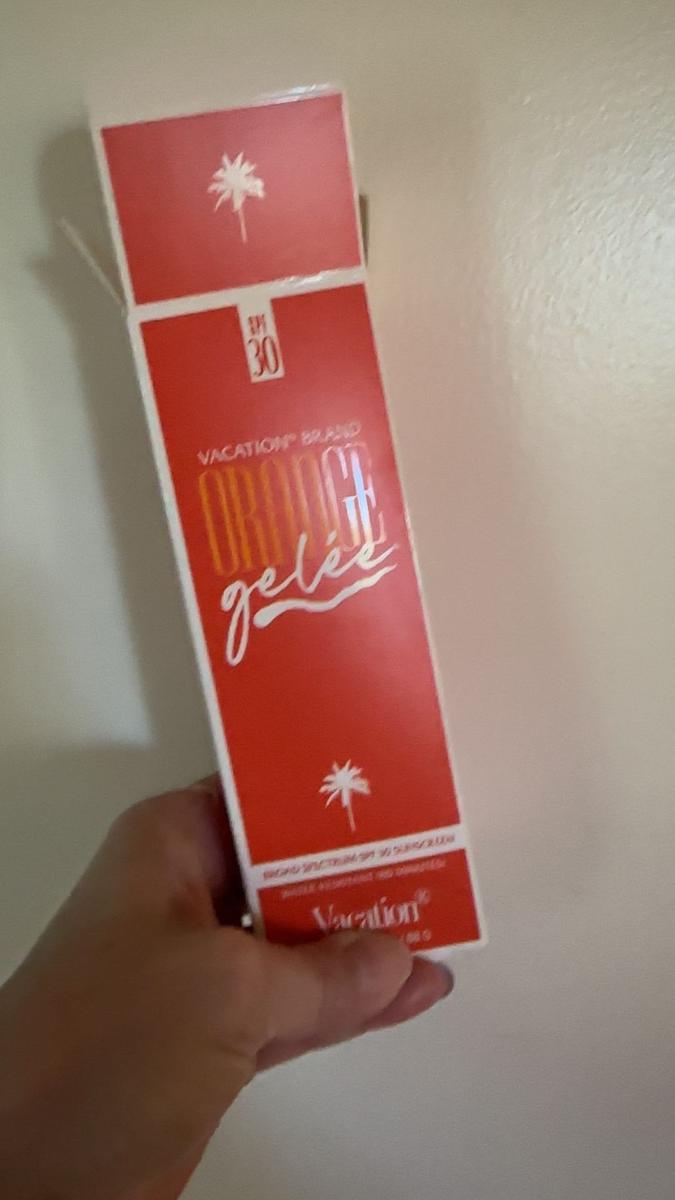 SPF
30
VACATION® BRAND
ORANGE
gelée
BROAD SPECTRUM SPF 30 SUNSCREEN
WATER RESISTANT (80 MINUTES)
Vacation®